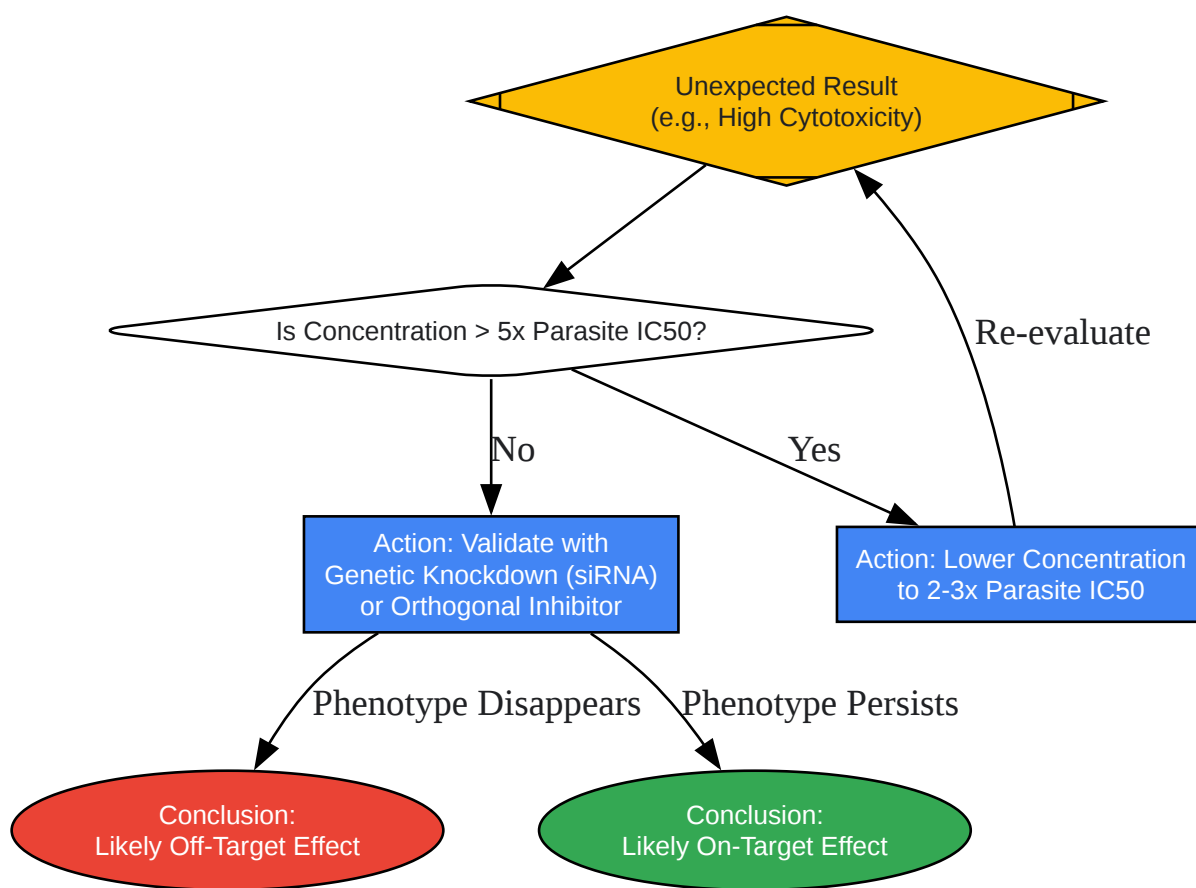 Unexpected Result
(e.g., High Cytotoxicity)
Is Concentration > 5x Parasite IC50?
Re-evaluate
No
Yes
Action: Validate with
Genetic Knockdown (siRNA)
or Orthogonal Inhibitor
Action: Lower Concentration
to 2-3x Parasite IC50
Phenotype Disappears
Phenotype Persists
Conclusion:
Likely Off-Target Effect
Conclusion:
Likely On-Target Effect